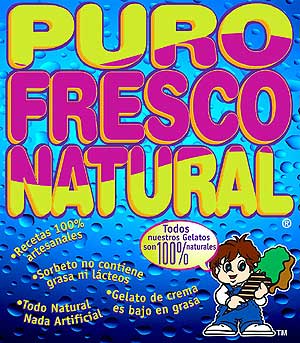 PURO
FRESCO
NATURAL®
Todos
nuestros Gelatos
son 100% naturales
•Recetas 100%
artesanales
•Sorbeto no contiene
grasa ni lácteos
•Gelato de crema
es bajo en grasa
•Todo Natural
Nada Artificial
TM